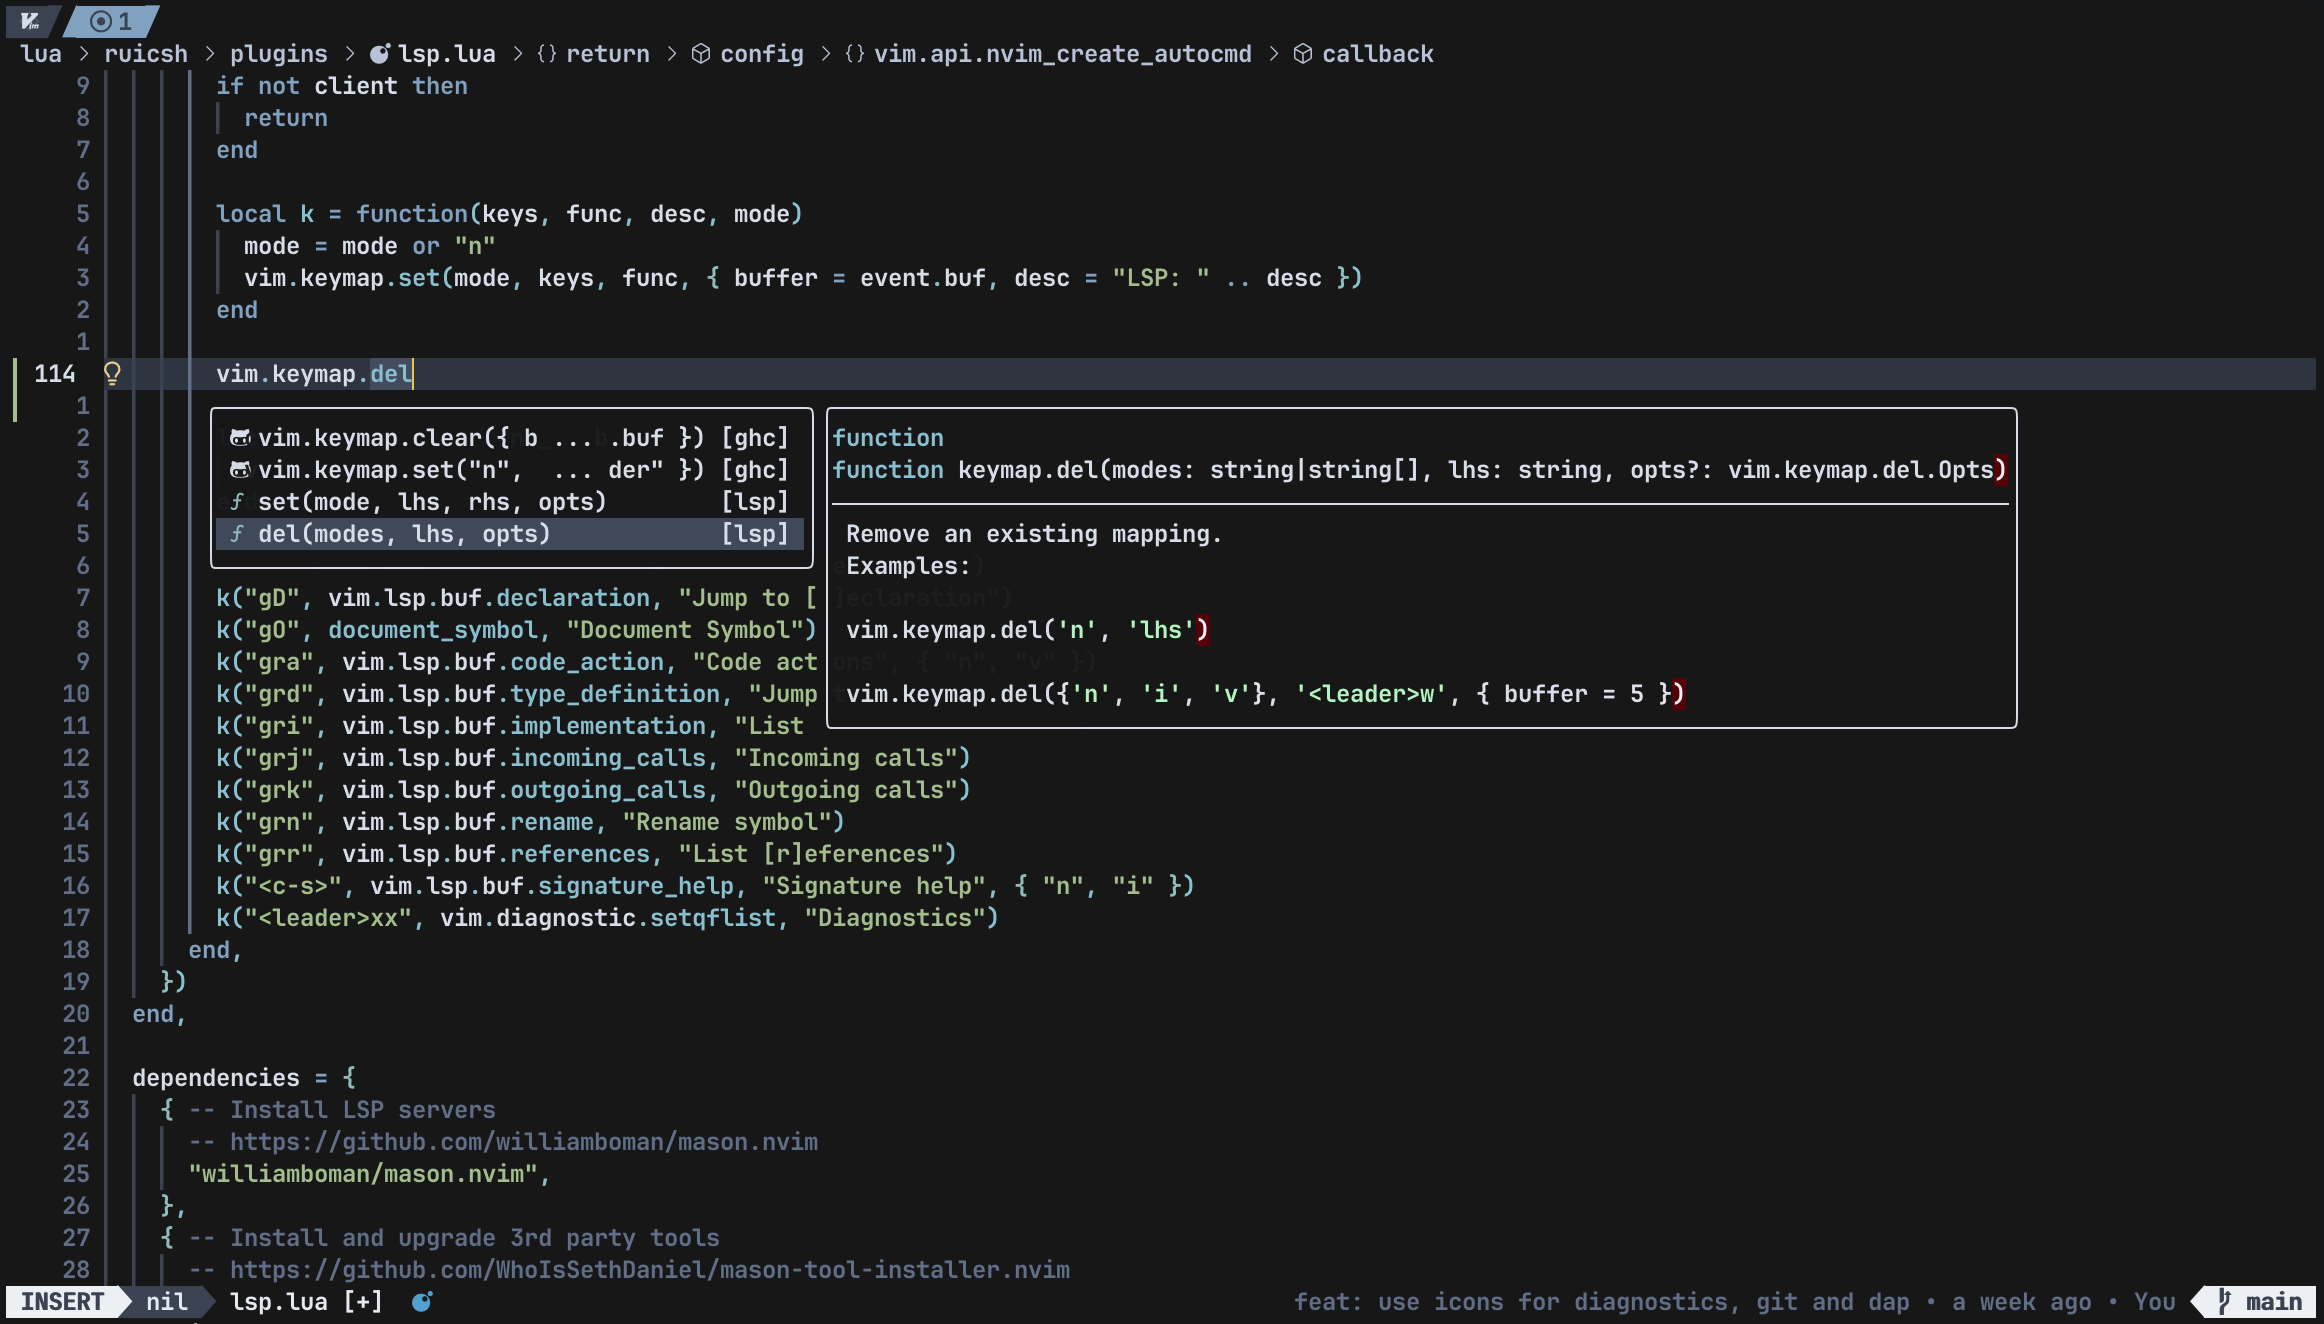 Vim 1
lua > ruicsh > plugins > lsp.lua > {} return > config > {} vim.api.nvim_create_autocmd > callback
9 if not client then
8 return
7 end
6
5 local k = function(keys, func, desc, mode)
4 mode = mode or "n"
3 vim.keymap.set(mode, keys, func, { buffer = event.buf, desc = "LSP: " .. desc })
2 end
1
114 vim.keymap.del
1
2 vim.keymap.clear({ b ... .buf }) [ghc] function
3 vim.keymap.set("n", ... der" }) [ghc] function keymap.del(modes: string|string[], lhs: string, opts?: vim.keymap.del.Opts)
4 f set(mode, lhs, rhs, opts) [lsp]
5 f del(modes, lhs, opts) [lsp] Remove an existing mapping.
6 Examples:
7 k("gD", vim.lsp.buf.declaration, "Jump to [ ]eclaration")
8 k("gO", document_symbol, "Document Symbol") vim.keymap.del('n', 'lhs')
9 k("gra", vim.lsp.buf.code_action, "Code act ons", { "n", "v" })
10 k("grd", vim.lsp.buf.type_definition, "Jump vim.keymap.del({'n', 'i', 'v'}, '<leader>w', { buffer = 5 })
11 k("gri", vim.lsp.buf.implementation, "List
12 k("grj", vim.lsp.buf.incoming_calls, "Incoming calls")
13 k("grk", vim.lsp.buf.outgoing_calls, "Outgoing calls")
14 k("grn", vim.lsp.buf.rename, "Rename symbol")
15 k("grr", vim.lsp.buf.references, "List [r]eferences")
16 k("<c-s>", vim.lsp.buf.signature_help, "Signature help", { "n", "i" })
17 k("<leader>xx", vim.diagnostic.setqflist, "Diagnostics")
18 end,
19 })
20 end,
21
22 dependencies = {
23 { -- Install LSP servers
24 -- https://github.com/williamboman/mason.nvim
25 "williamboman/mason.nvim",
26 },
27 { -- Install and upgrade 3rd party tools
28 -- https://github.com/WhoIsSethDaniel/mason-tool-installer.nvim
INSERT nil lsp.lua [+] feat: use icons for diagnostics, git and dap • a week ago • You main